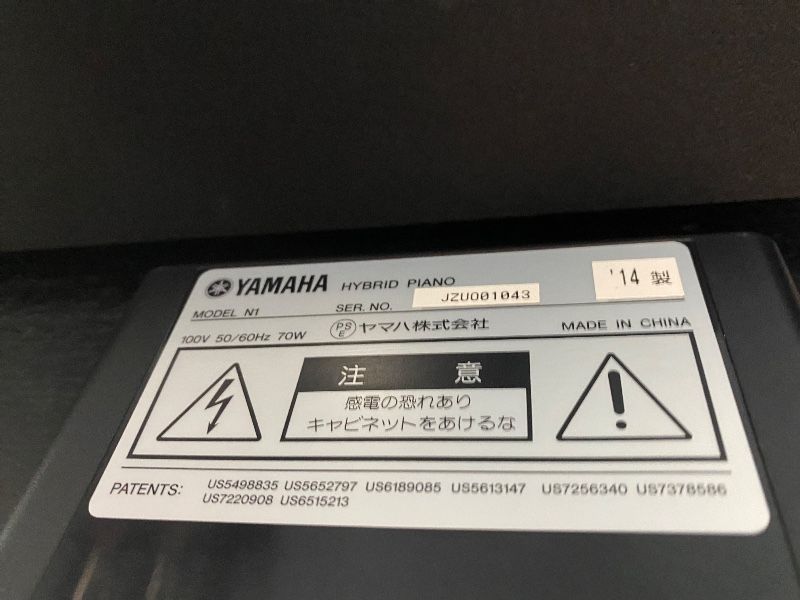 YAMAHA HYBRID PIANO
MODEL N1 SER. NO. JZUO01043 '14 製
100V 50/60Hz 70W PSE ヤマハ株式会社 MADE IN CHINA
注意
感電の恐れあり
キャビネットをあけるな
PATENTS: US5498835 US5652797 US6189085 US5613147 US7256340 US7378586
US7220908 US6515213